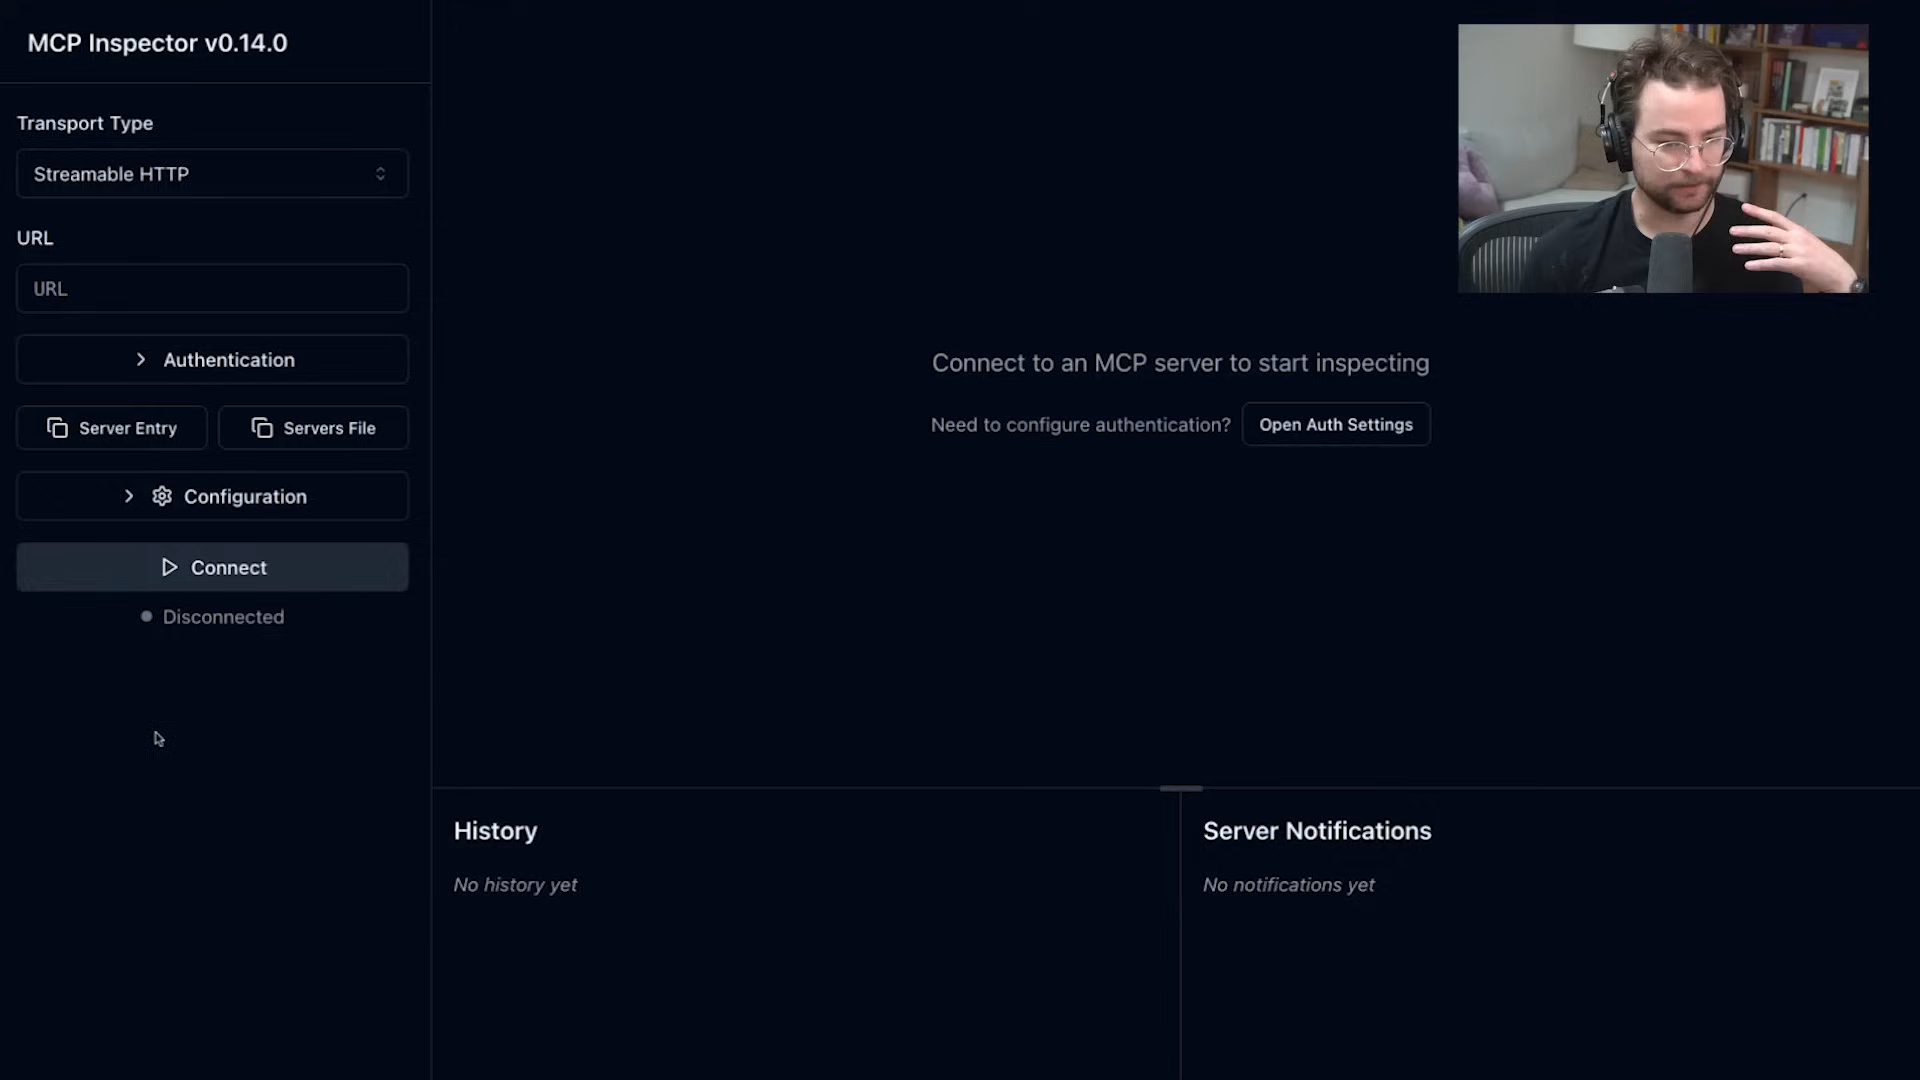 MCP Inspector v0.14.0
Transport Type
Streamable HTTP
URL
URL
Authentication
Server Entry
Servers File
Configuration
Connect
Disconnected
Connect to an MCP server to start inspecting
Need to configure authentication?
Open Auth Settings
History
No history yet
Server Notifications
No notifications yet